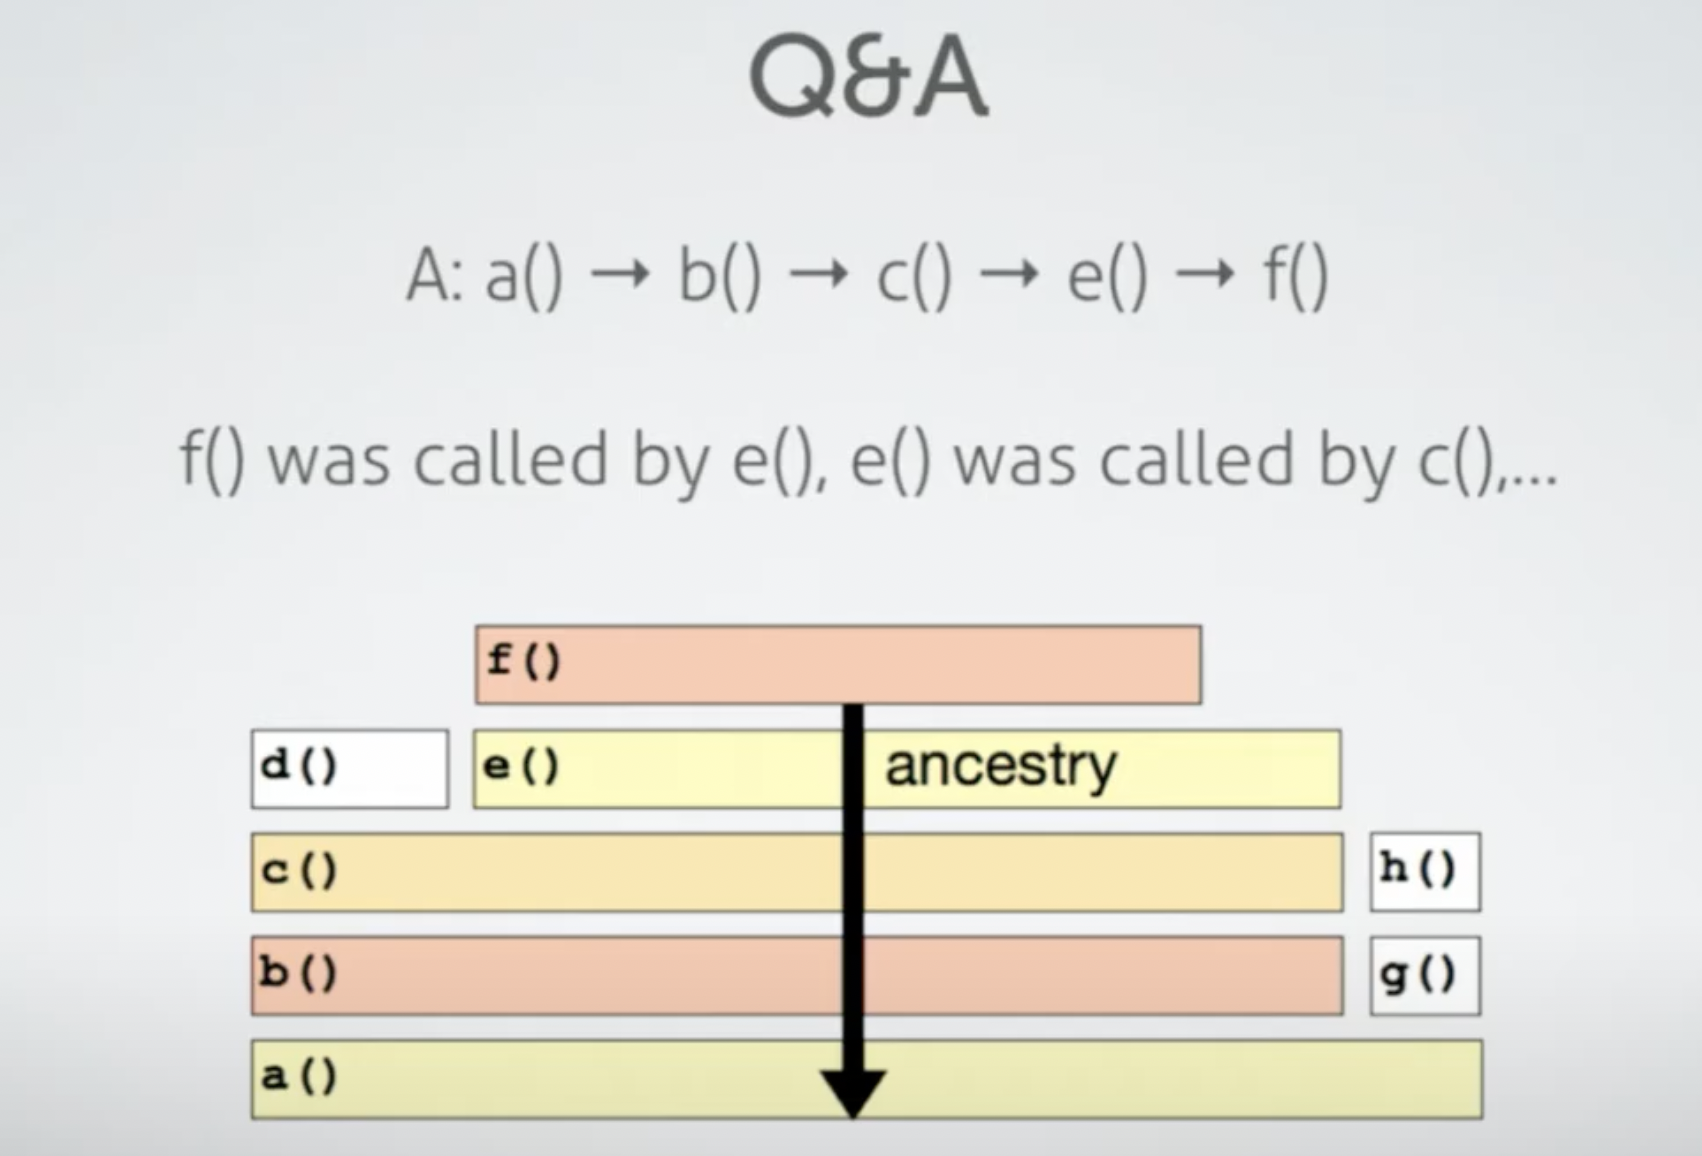 Q&A
A: a() → b() → c() → e() → f()
f() was called by e(), e() was called by c(),...
f()
d() e() ancestry
c() h()
b() g()
a()